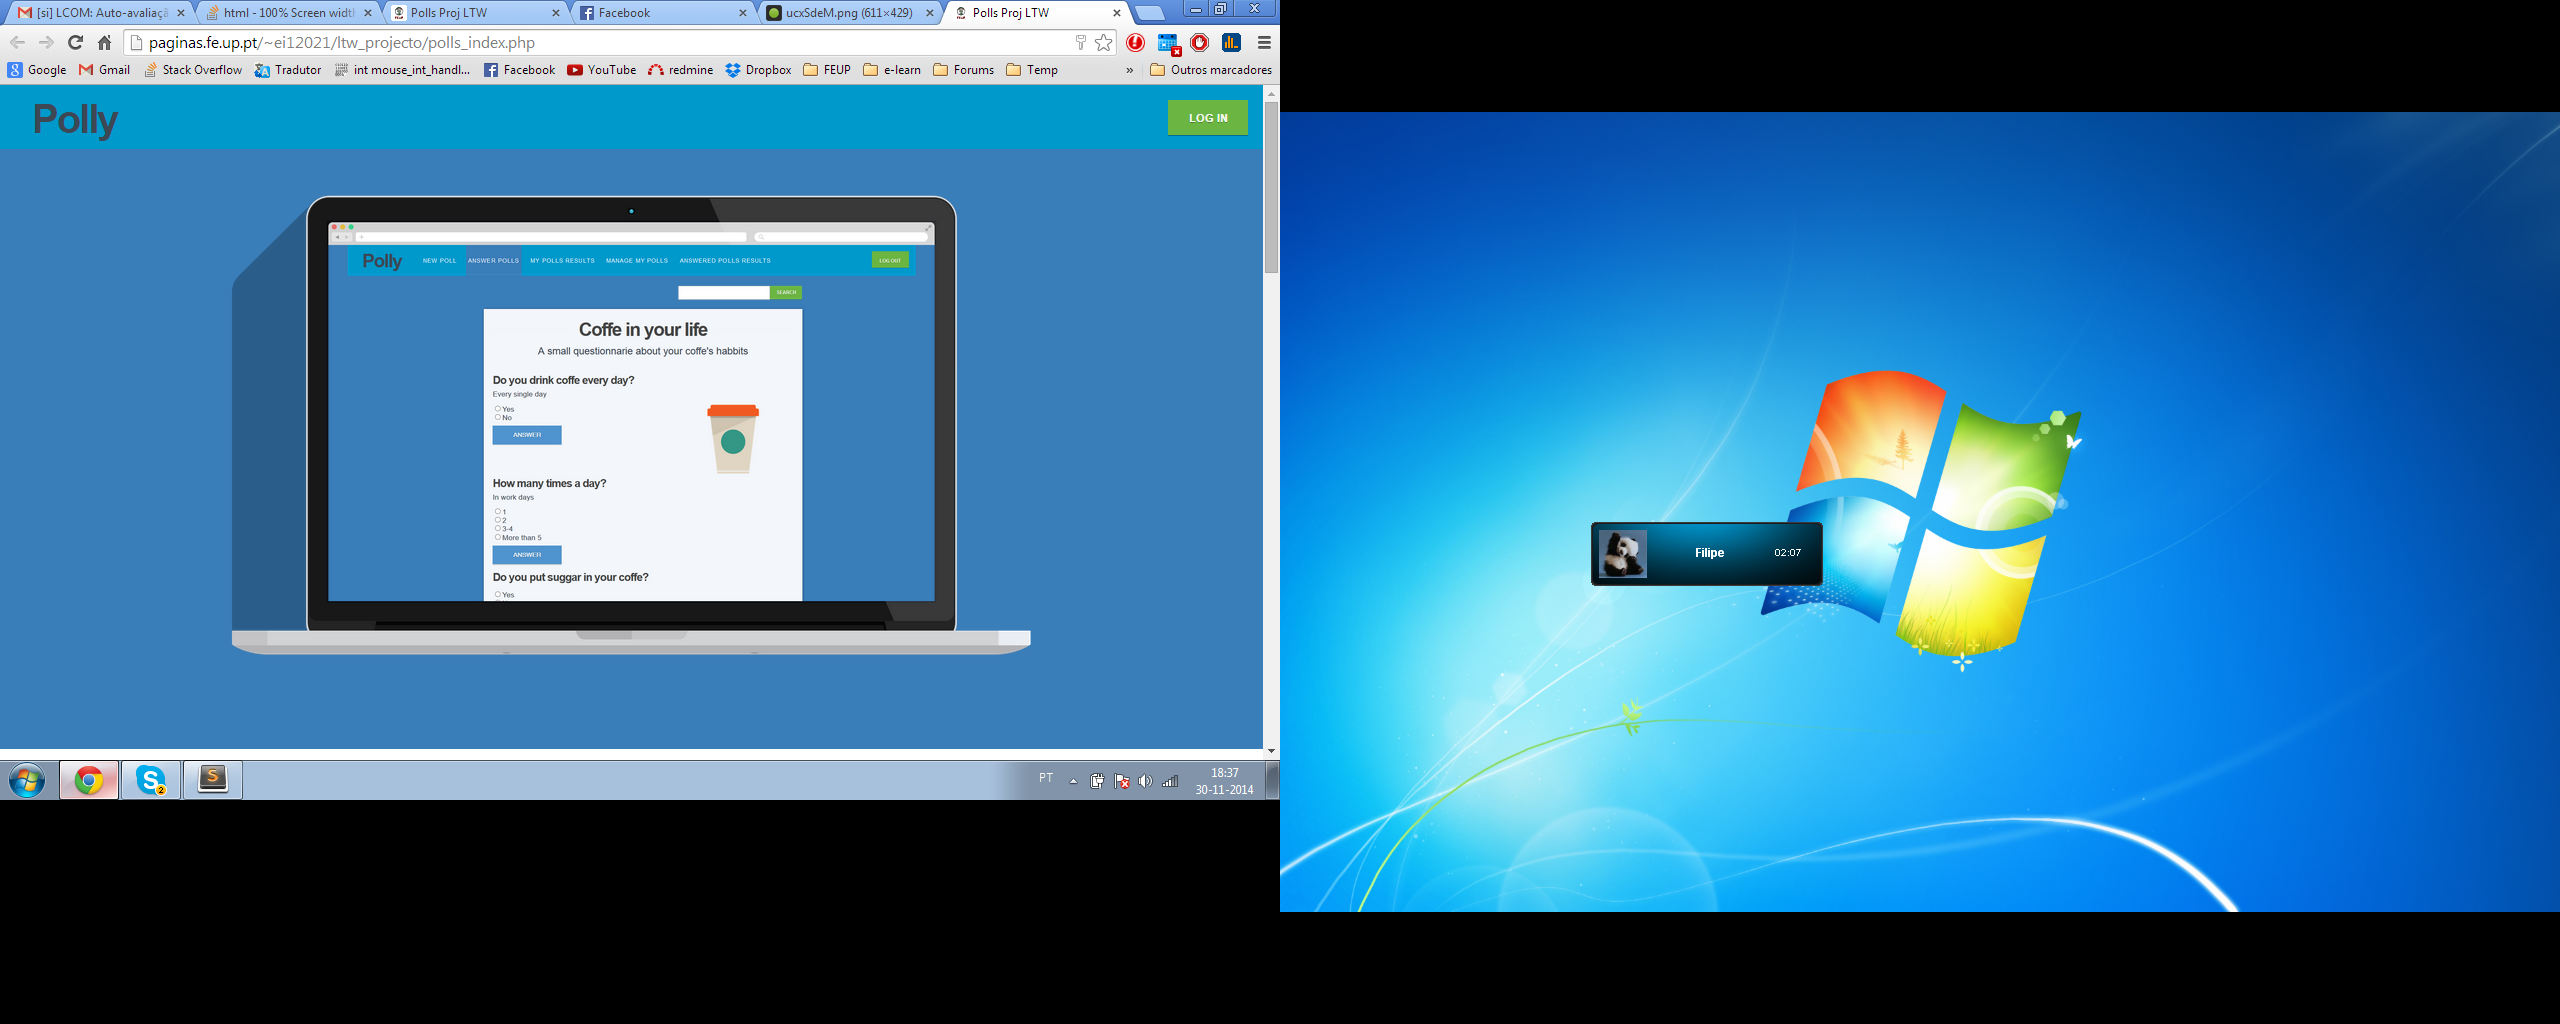 [si] LCOM: Auto-avaliaçã
html - 100% Screen width
Polls Proj LTW
Facebook
ucxSdeM.png (611×429)
Polls Proj LTW
paginas.fe.up.pt/~ei12021/ltw_projecto/polls_index.php
Google
Gmail
Stack Overflow
Tradutor
int mouse_int_handl...
Facebook
YouTube
redmine
Dropbox
FEUP
e-learn
Forums
Temp
»
Outros marcadores
Polly
LOG IN
Polly
NEW POLL
ANSWER POLLS
MY POLLS RESULTS
MANAGE MY POLLS
ANSWERED POLLS RESULTS
LOG OUT
SEARCH
Coffe in your life
A small questionnarie about your coffe's habbits
Do you drink coffe every day?
Every single day
Yes
No
ANSWER
How many times a day?
In work days
1
2
3-4
More than 5
ANSWER
Do you put suggar in your coffe?
Yes
Filipe
02:07
2
PT
18:37
30-11-2014